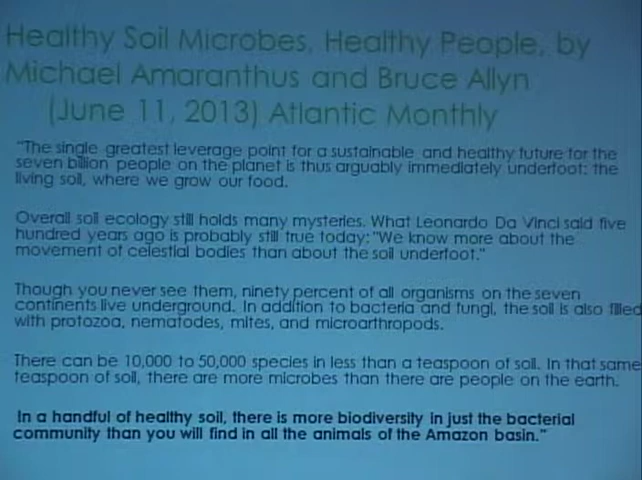 Healthy Soil Microbes, Healthy People, by
Michael Amaranthus and Bruce Allyn
(June 11, 2013) Atlantic Monthly
"The single greatest leverage point for a sustainable and healthy future for the
seven billion people on the planet is thus arguably immediately underfoot: the
living soil, where we grow our food.
Overall soil ecology still holds many mysteries. What Leonardo Da Vinci said five
hundred years ago is probably still true today: "We know more about the
movement of celestial bodies than about the soil underfoot."
Though you never see them, ninety percent of all organisms on the seven
continents live underground. In addition to bacteria and fungi, the soil is also filled
with protozoa, nematodes, mites, and microarthropods.
There can be 10,000 to 50,000 species in less than a teaspoon of soil. In that same
teaspoon of soil, there are more microbes than there are people on the earth.
In a handful of healthy soil, there is more biodiversity in just the bacterial
community than you will find in all the animals of the Amazon basin."